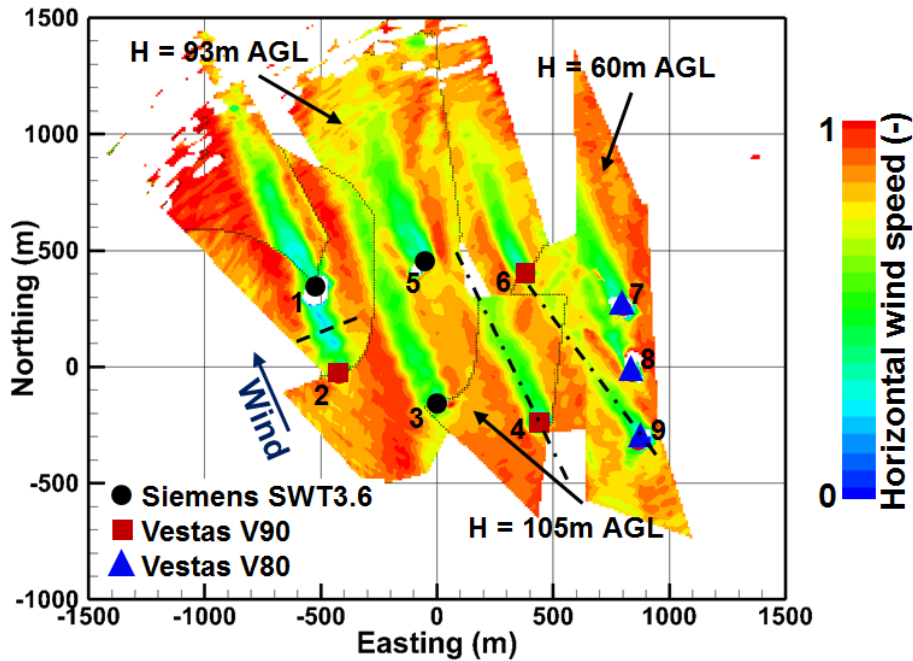 1500
1000
500
0
-500
-1000
Northing (m)
-1500
-1000
-500
0
500
1000
1500
Easting (m)
H = 93m AGL
H = 60m AGL
H = 105m AGL
1
2
3
4
5
6
7
8
9
Wind
Siemens SWT3.6
Vestas V90
Vestas V80
1
0
Horizontal wind speed (-)